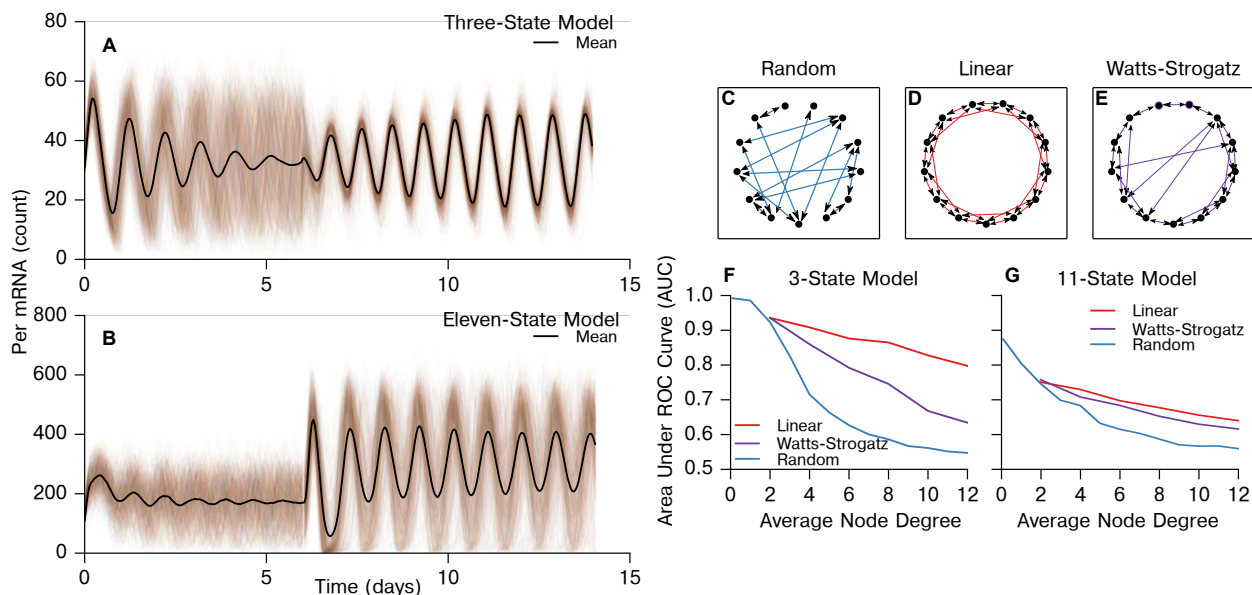 A
Three-State Model
Mean
80
60
40
20
0
0
5
10
15
Per mRNA (count)
B
Eleven-State Model
Mean
800
600
400
200
0
0
5
10
15
Time (days)
Random
Linear
Watts-Strogatz
C
D
E
F
3-State Model
Area Under ROC Curve (AUC)
1.0
0.9
0.8
0.7
0.6
0.5
Linear
Watts-Strogatz
Random
0
2
4
6
8
10
12
Average Node Degree
G
11-State Model
Linear
Watts-Strogatz
Random
0
2
4
6
8
10
12
Average Node Degree